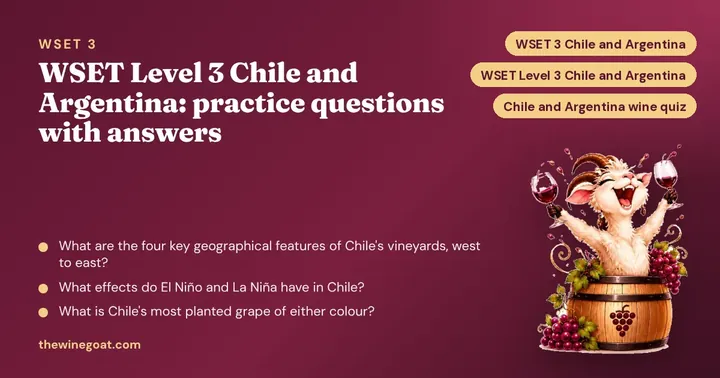 WSET 3
WSET Level 3 Chile and
Argentina: practice questions
with answers
WSET 3 Chile and Argentina
WSET Level 3 Chile and Argentina
Chile and Argentina wine quiz
What are the four key geographical features of Chile's vineyards, west
to east?
What effects do El Niño and La Niña have in Chile?
What is Chile's most planted grape of either colour?
thewinegoat.com